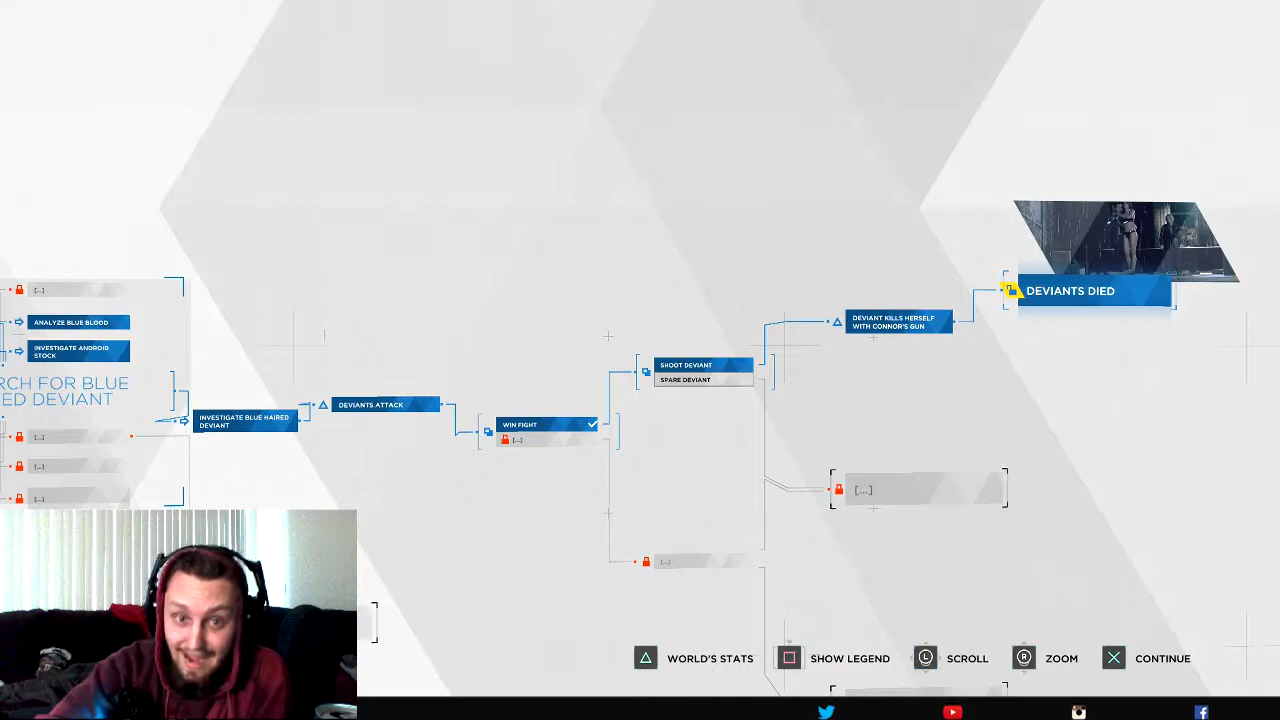 [...]
ANALYZE BLUE BLOOD
INVESTIGATE ANDROID
STOCK
RCH FOR BLUE
ED DEVIANT
[...]
[...]
[...]
INVESTIGATE BLUE HAIRED
DEVIANT
DEVIANTS ATTACK
WIN FIGHT
[...]
SHOOT DEVIANT
SPARE DEVIANT
[...]
DEVIANT KILLS HERSELF
WITH CONNOR'S GUN
[...]
DEVIANTS DIED
WORLD'S STATS
SHOW LEGEND
L
SCROLL
R
ZOOM
CONTINUE